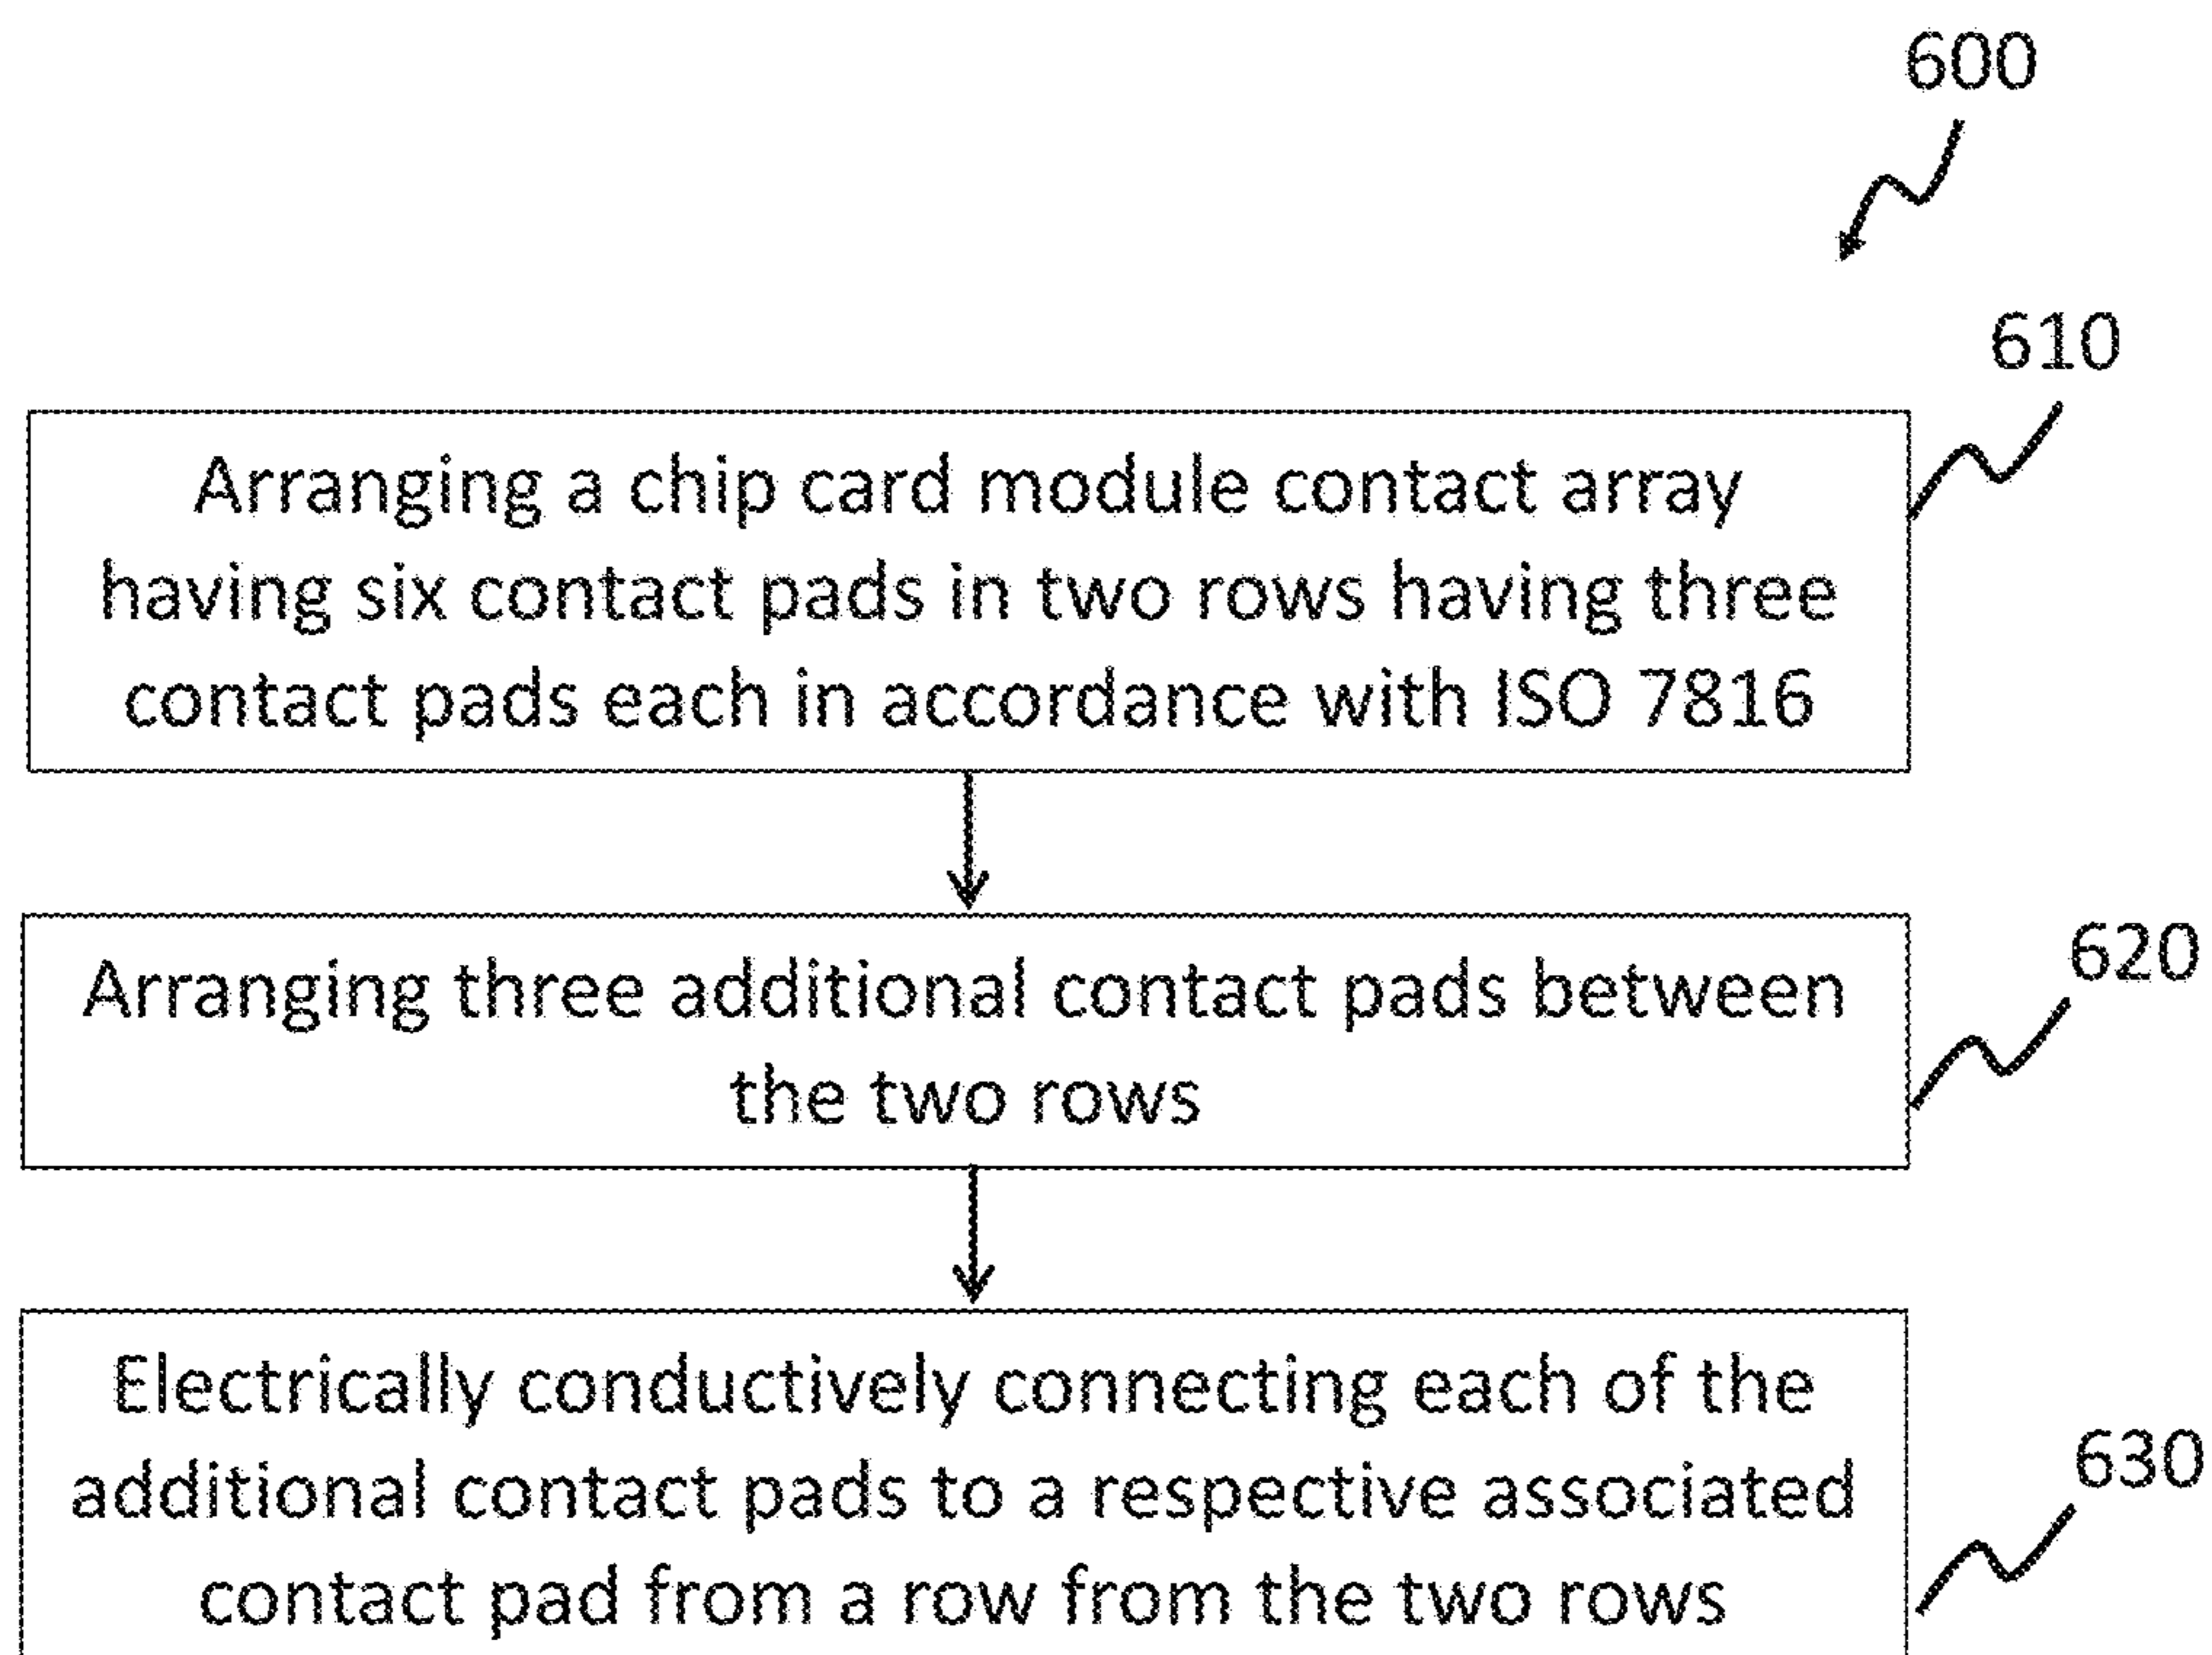 600
610
Arranging a chip card module contact array
having six contact pads in two rows having three
contact pads each in accordance with ISO 7816
620
Arranging three additional contact pads between
the two rows
630
Electrically conductively connecting each of the
additional contact pads to a respective associated
contact pad from a row from the two rows